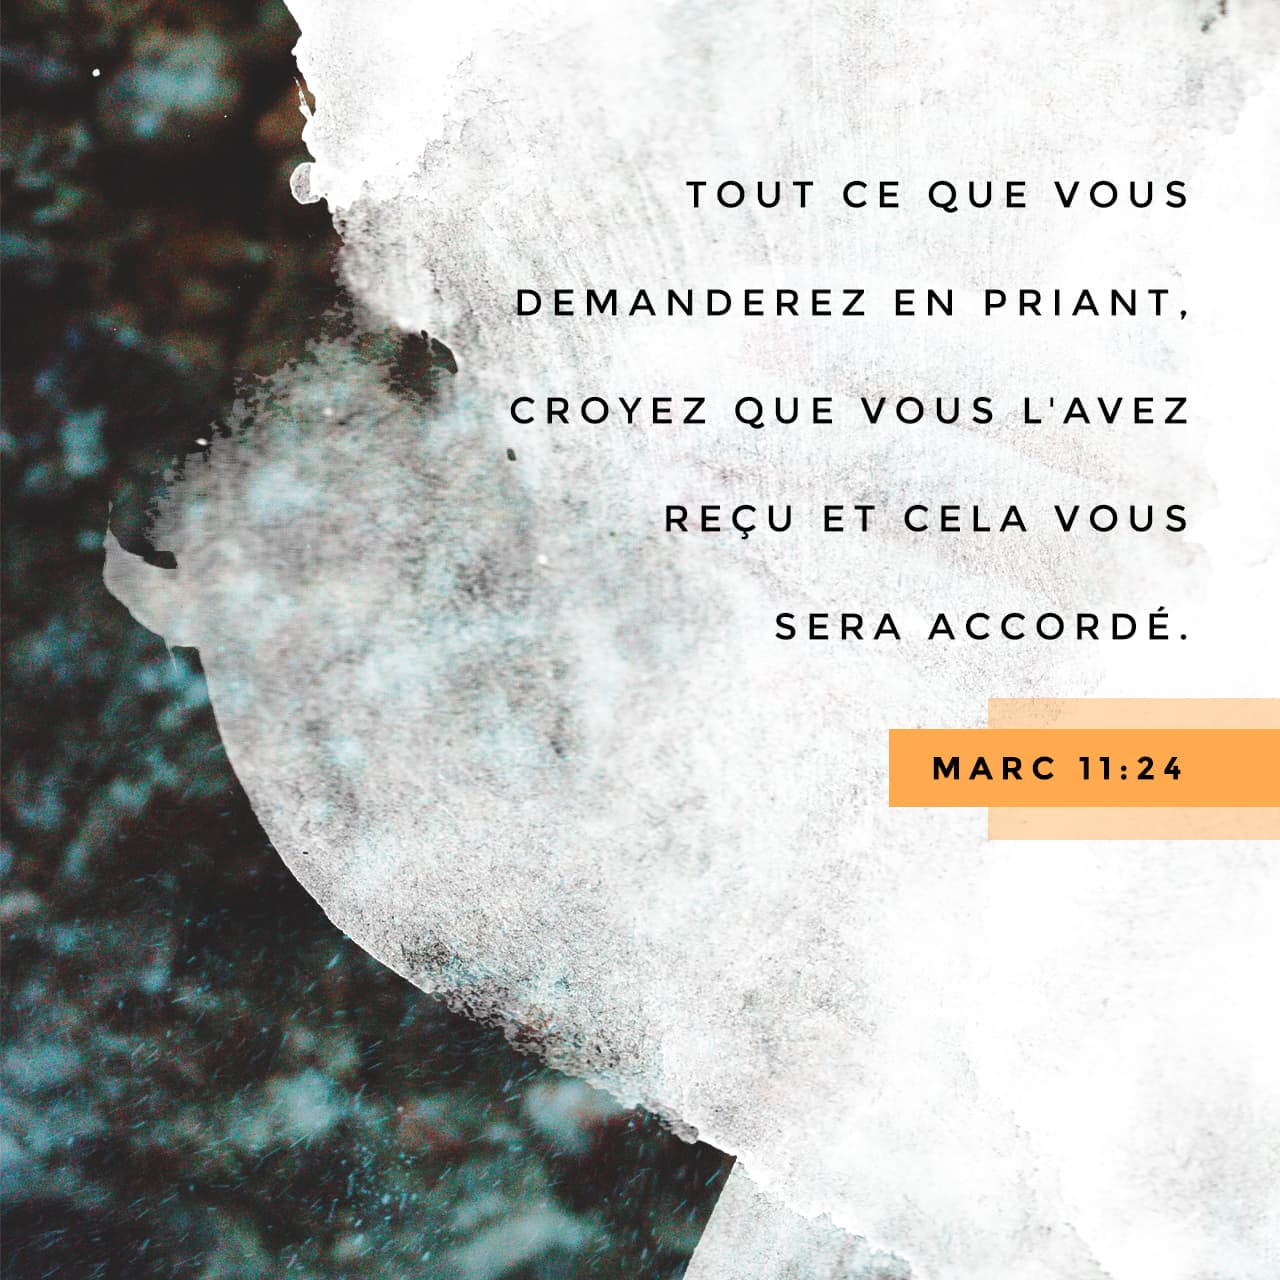 TOUT CE QUE VOUS
DEMANDEREZ EN PRIANT,
CROYEZ QUE VOUS L'AVEZ
REÇU ET CELA VOUS
SERA ACCORDÉ.
MARC 11:24